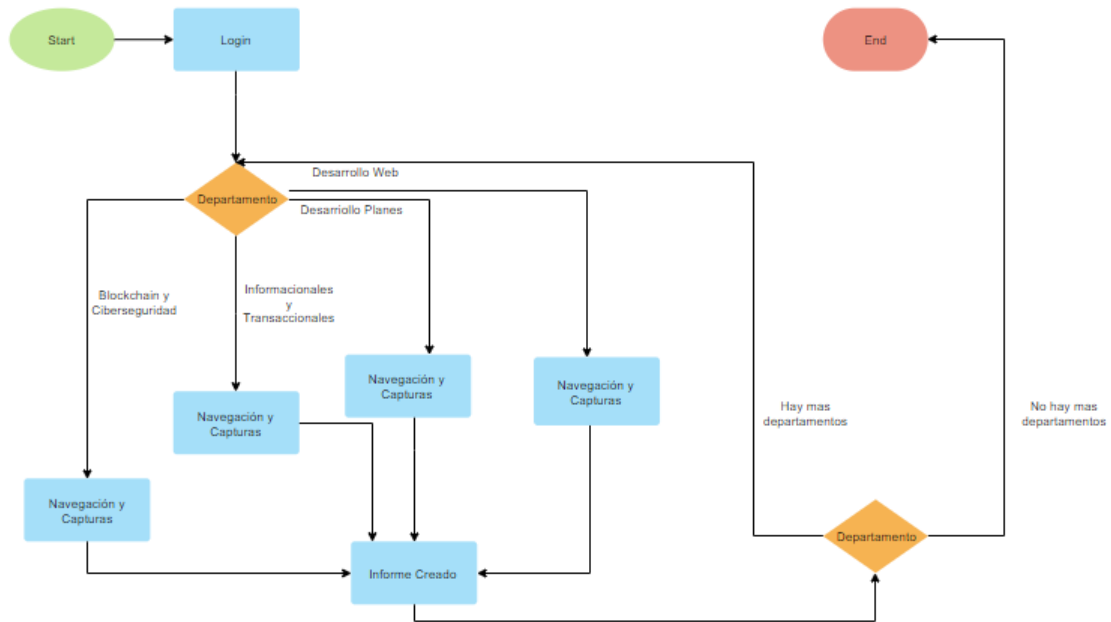 Start
Login
End
Desarrollo Web
Departamento
Desarriollo Planes
Blockchain y
Ciberseguridad
Informacionales
y
Transaccionales
Navegación y
Capturas
Navegación y
Capturas
Navegación y
Capturas
Navegación y
Capturas
Hay mas
departamentos
No hay mas
departamentos
Departamento
Informe Creado